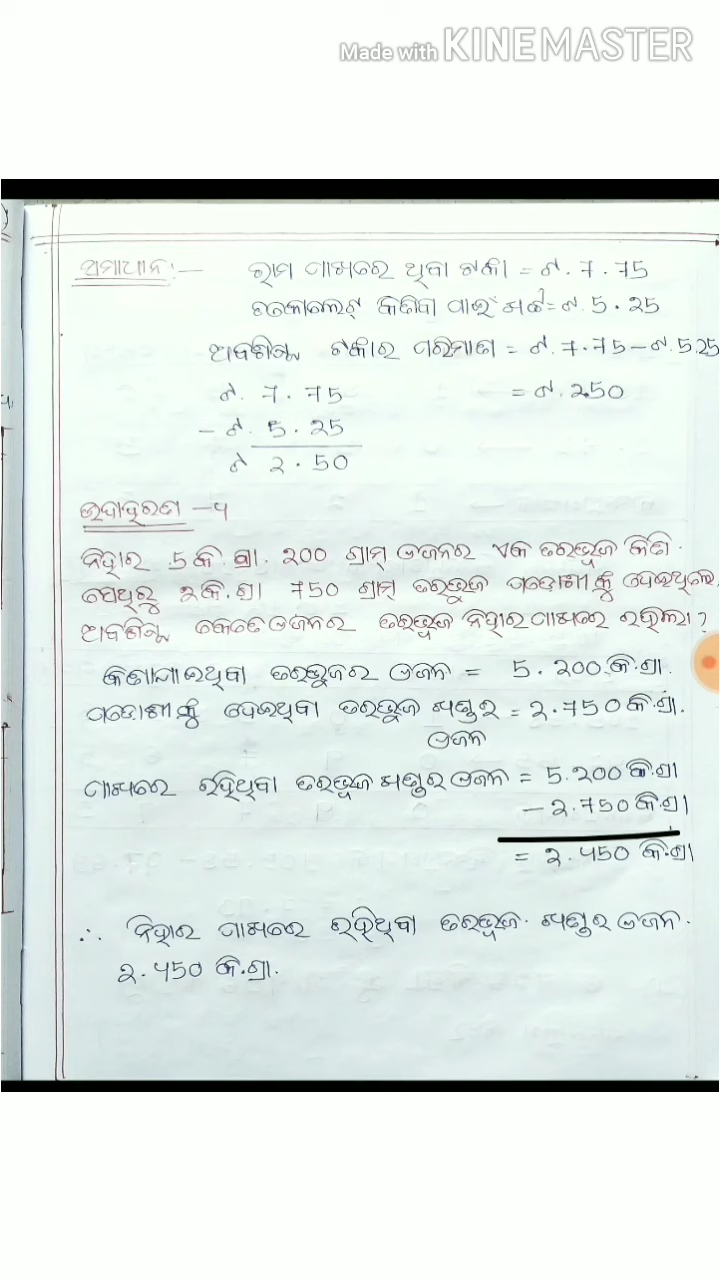 Made with KINEMASTER
ସମାଧାନ :- ରାମ ପାଖରେ ଥିବା ଟଙ୍କା = ଟ. 7.75
ଚକୋଲେଟ୍ କିଣିବା ପାଇଁ ଖର୍ଚ୍ଚ = ଟ. 5.25
ଅବଶିଷ୍ଟ ଟଙ୍କାର ପରିମାଣ = ଟ. 7.75 - ଟ. 5.25
ଟ. 7.75 = ଟ. 2.50
- ଟ. 5.25
ଟ 2.50
ଉଦାହରଣ - ୫
ନିହାର 5 କି. ଗ୍ରା. 200 ଗ୍ରାମ୍ ଓଜନର ଏକ ତରଭୁଜ କିଣି.
ସେଥିରୁ 2 କି. ଗ୍ରା 750 ଗ୍ରାମ୍ ତରଭୁଜ ପଡୋଶୀଙ୍କୁ ଦେଇଥିଲେ,
ଅବଶିଷ୍ଟ କେତେ ଓଜନର ତରଭୁଜ ନିହାର ପାଖରେ ରହିଲା ?
କିଣାଯାଇଥିବା ତରଭୁଜର ଓଜନ = 5.200 କି.ଗ୍ରା.
ପଡୋଶୀଙ୍କୁ ଦେଇଥିବା ତରଭୁଜ ଖଣ୍ଡର = 2.750 କି.ଗ୍ରା.
ଓଜନ
ପାଖରେ ରହିଥିବା ତରଭୁଜ ଖଣ୍ଡର ଓଜନ = 5.200 କି.ଗ୍ରା
- 2.750 କି.ଗ୍ରା
= 2.450 କି.ଗ୍ରା
∴ ନିହାର ପାଖରେ ରହିଥିବା ତରଭୁଜ ଖଣ୍ଡର ଓଜନ.
2.450 କି.ଗ୍ରା.